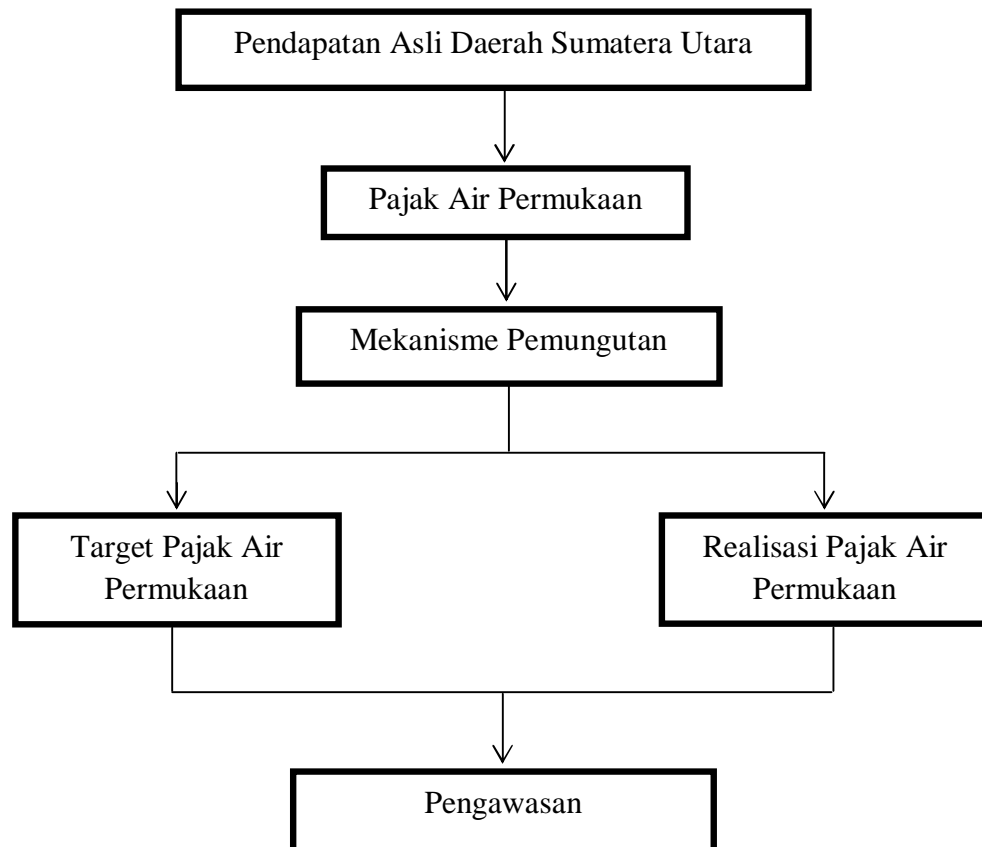 Pendapatan Asli Daerah Sumatera Utara
Pajak Air Permukaan
Mekanisme Pemungutan
Target Pajak Air
Permukaan
Realisasi Pajak Air
Permukaan
Pengawasan